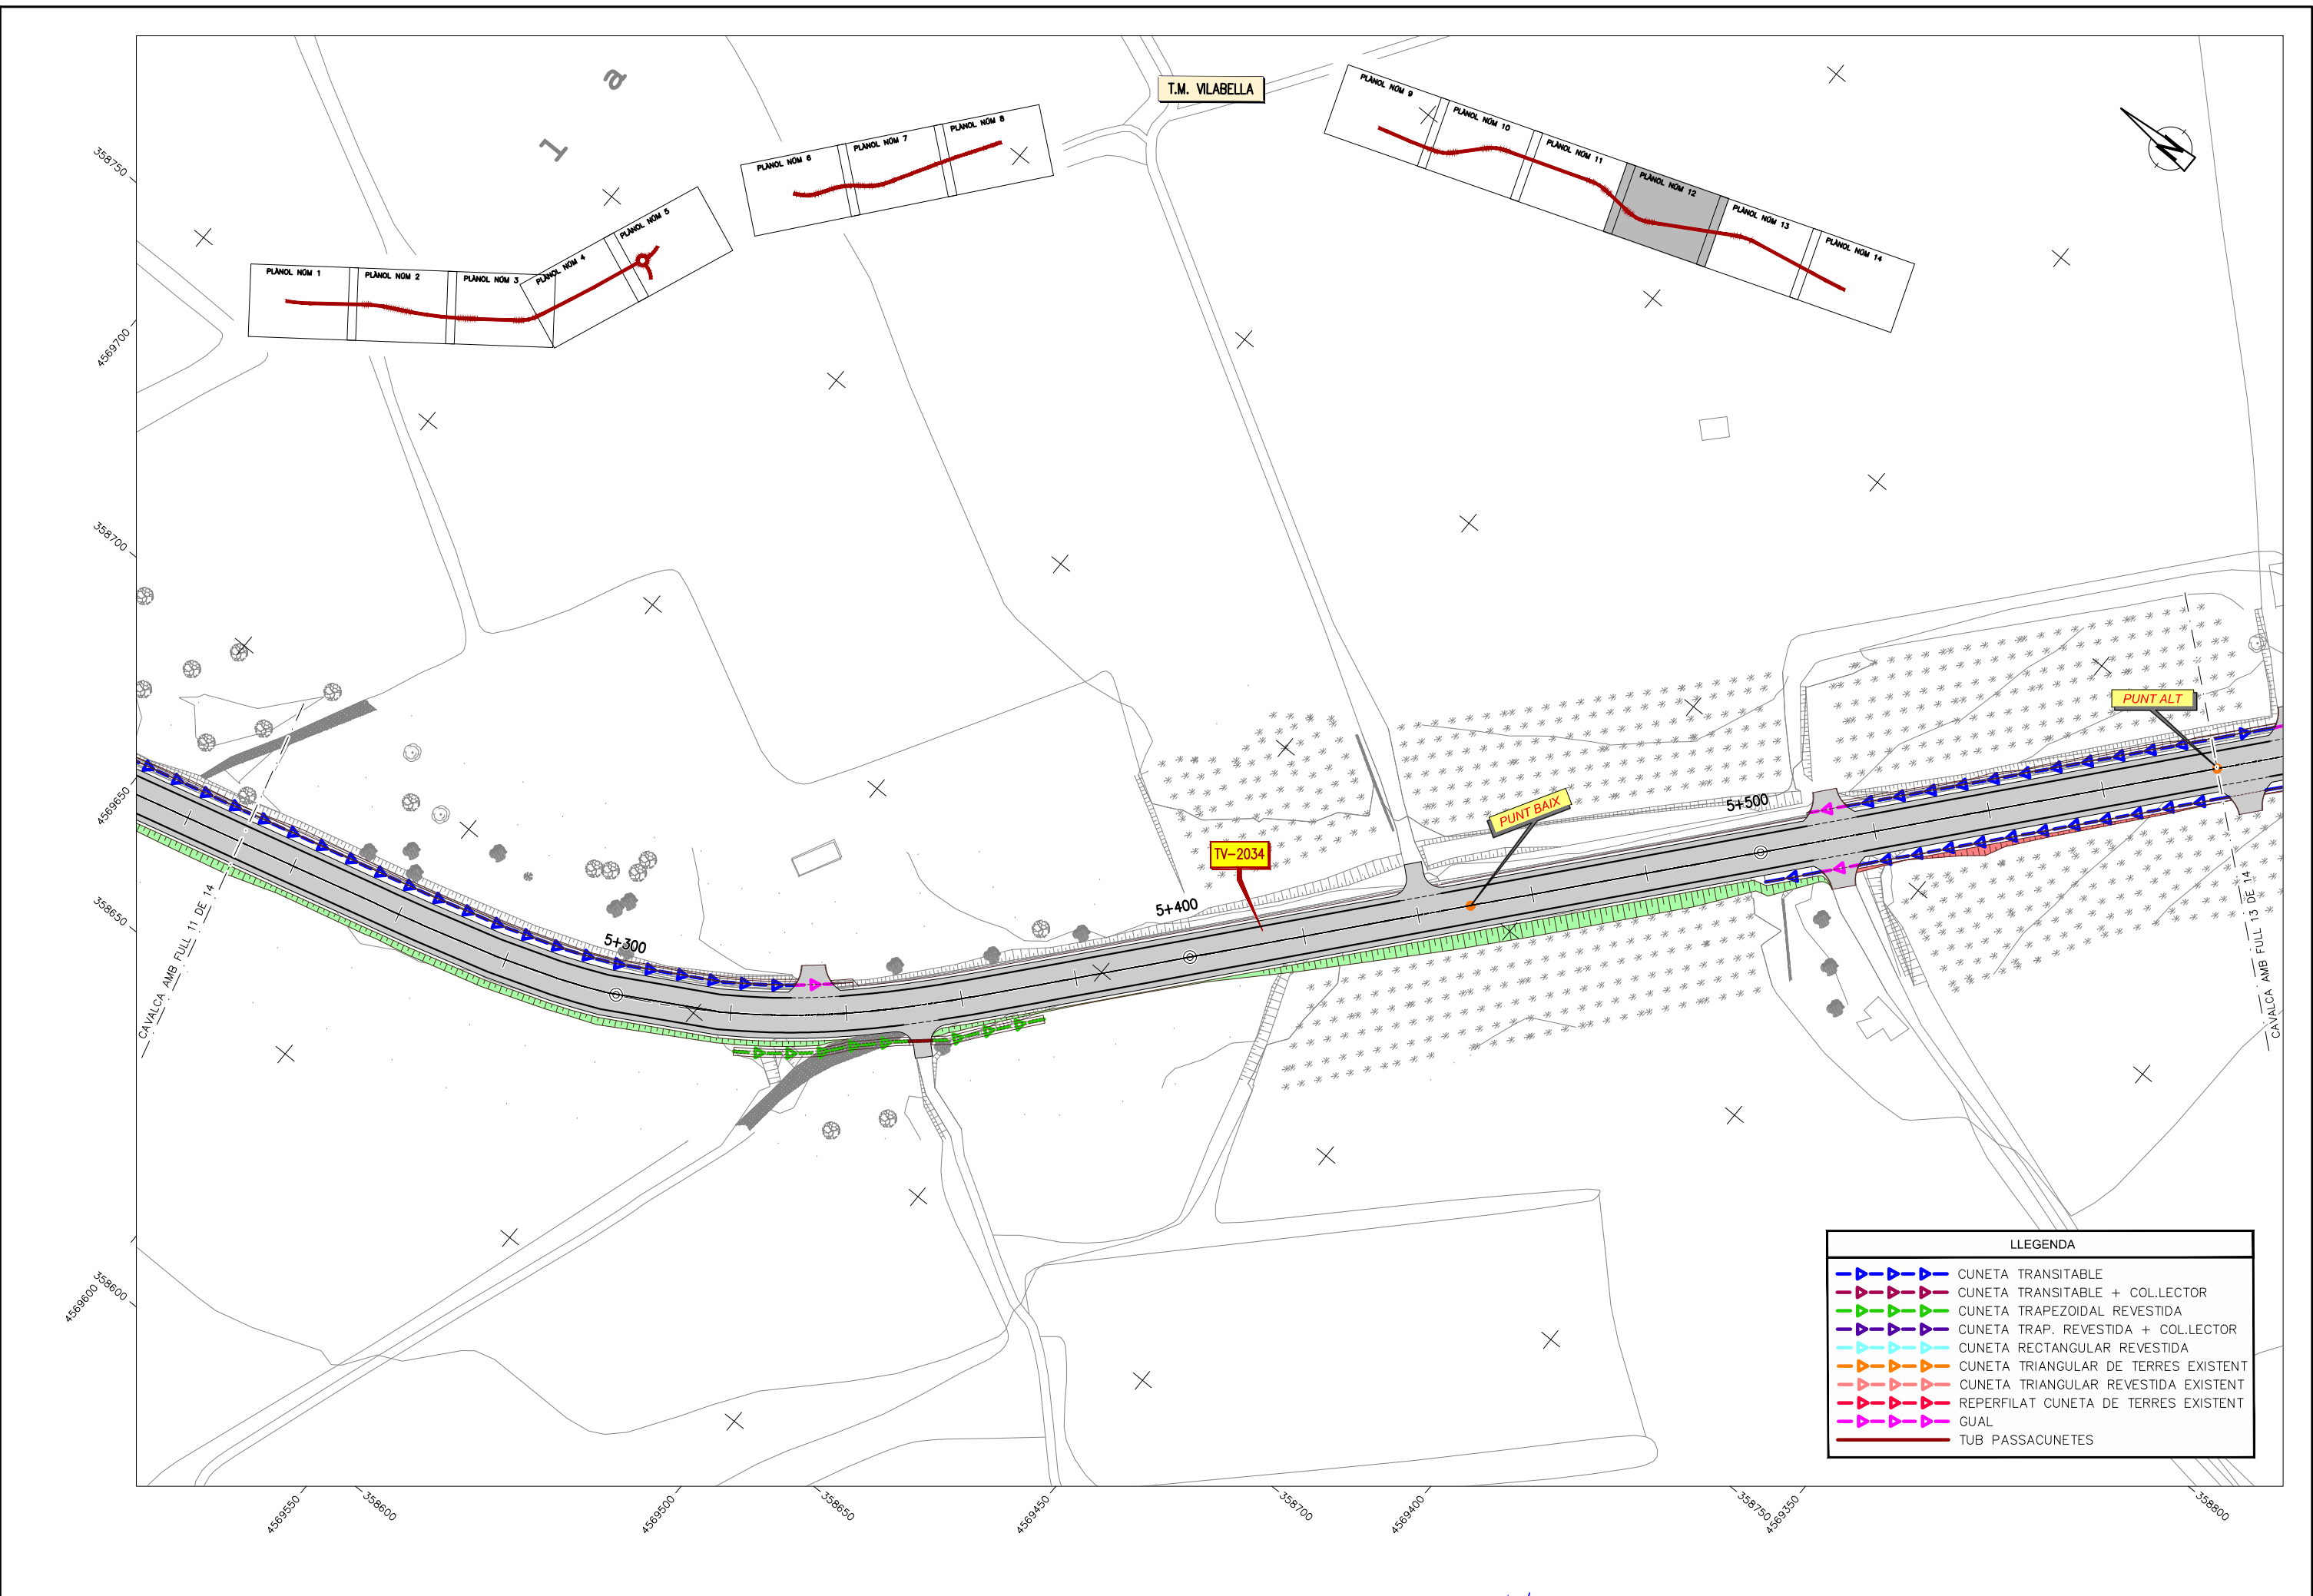 1 a
T.M. VILABELLA
PLÀNOL NÚM 1
PLÀNOL NÚM 2
PLÀNOL NÚM 3
PLÀNOL NÚM 4
PLÀNOL NÚM 5
PLÀNOL NÚM 6
PLÀNOL NÚM 7
PLÀNOL NÚM 8
PLÀNOL NÚM 9
PLÀNOL NÚM 10
PLÀNOL NÚM 11
PLÀNOL NÚM 12
PLÀNOL NÚM 13
PLÀNOL NÚM 14
N
358750
4569700
358700
4569650
358650
4569600
358600
CAVALCA AMB FULL 11 DE 14
5+300
5+400
TV-2034
PUNT BAIX
5+500
PUNT ALT
CAVALCA AMB FULL 13 DE 14
LLEGENDA
CUNETA TRANSITABLE
CUNETA TRANSITABLE + COL.LECTOR
CUNETA TRAPEZOIDAL REVESTIDA
CUNETA TRAP. REVESTIDA + COL.LECTOR
CUNETA RECTANGULAR REVESTIDA
CUNETA TRIANGULAR DE TERRES EXISTENT
CUNETA TRIANGULAR REVESTIDA EXISTENT
REPERFILAT CUNETA DE TERRES EXISTENT
GUAL
TUB PASSACUNETES
4569550
358600
4569500
358650
4569450
358700
4569400
358750
4569350
358800